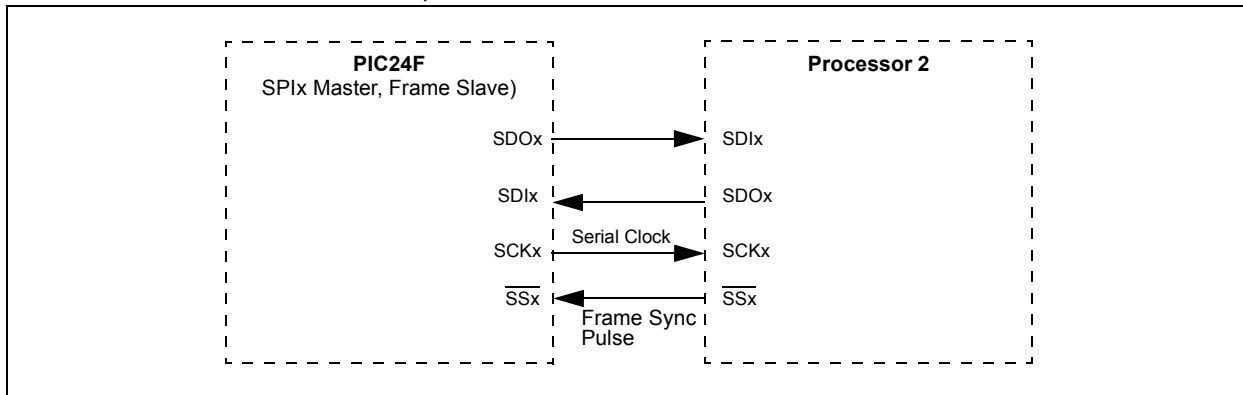 PIC24F
SPIx Master, Frame Slave)
Processor 2
SDOx
SDIx
SDIx
SDOx
SCKx
Serial Clock
SCKx
SSx
SSx
Frame Sync
Pulse